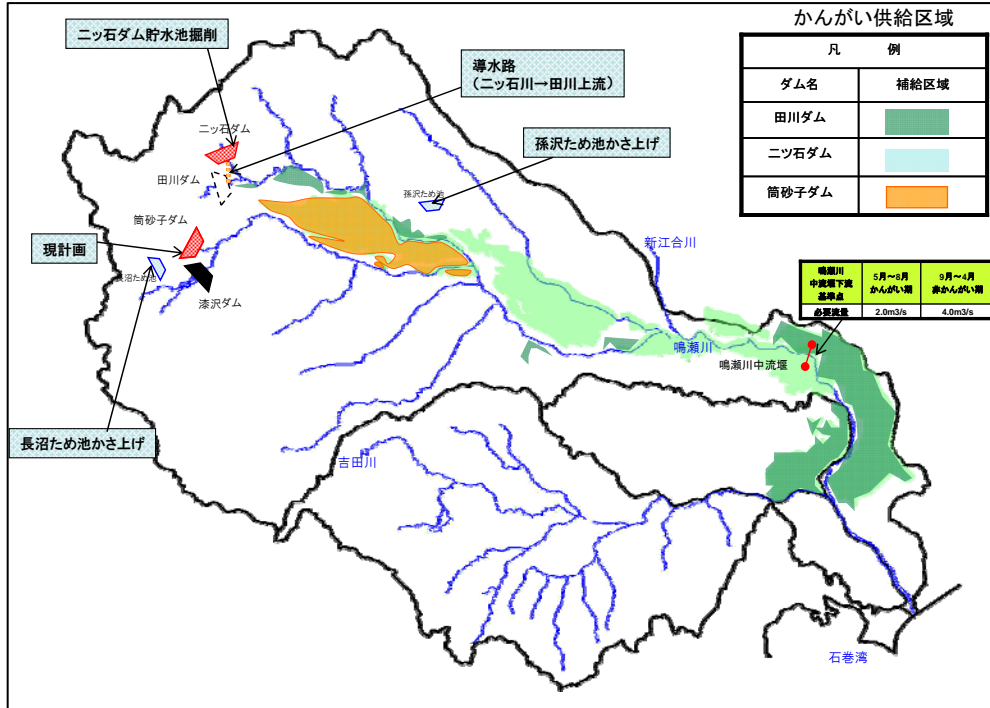 かんがい供給区域
凡 例
ダム名 補給区域
田川ダム
二ツ石ダム
筒砂子ダム
二ッ石ダム貯水池掘削
導水路
（二ッ石川→田川上流）
孫沢ため池かさ上げ
二ッ石ダム
田川ダム
孫沢ため池
筒砂子ダム
現計画
長沼ため池
漆沢ダム
長沼ため池かさ上げ
新江合川
鳴瀬川
中流堰下流
基準点
5月～8月
かんがい期
9月～4月
非かんがい期
必要流量 2.0m3/s 4.0m3/s
鳴瀬川
鳴瀬川中流堰
吉田川
石巻湾